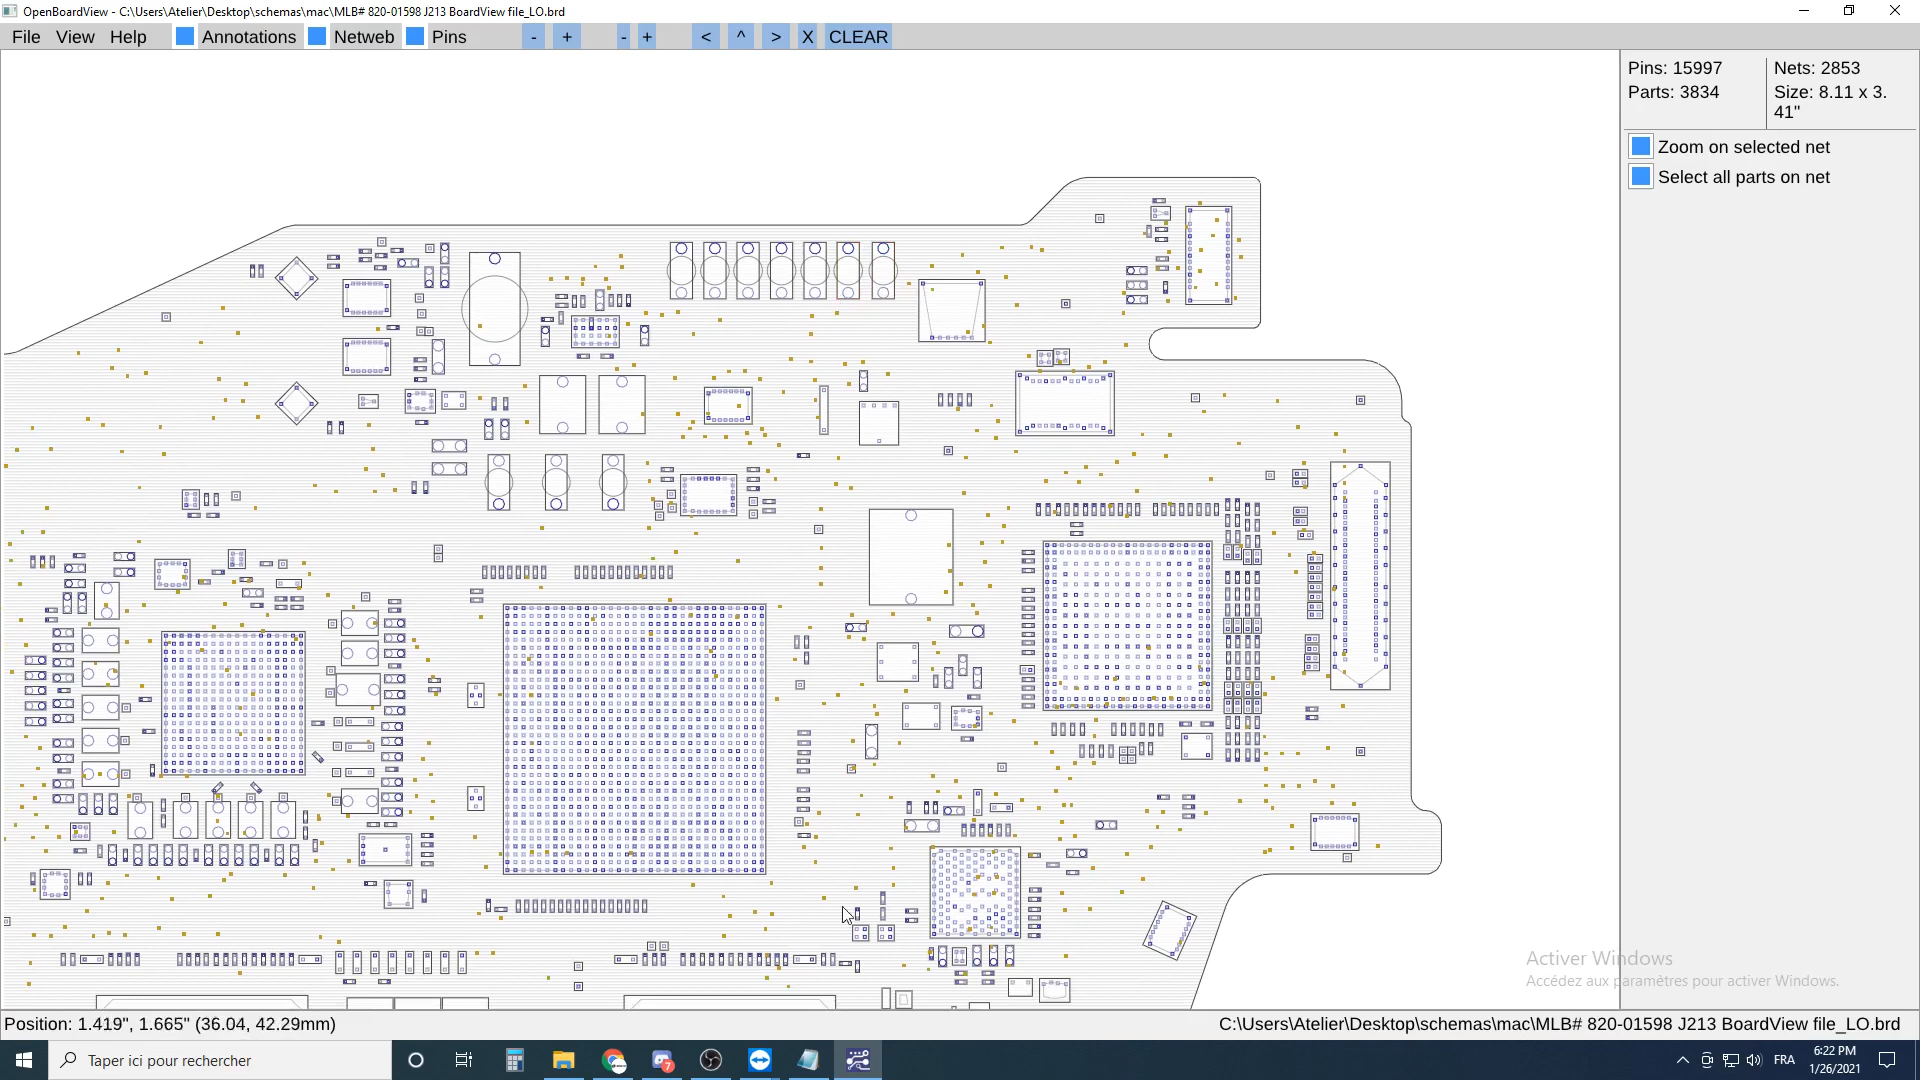 OpenBoardView - C:\Users\Atelier\Desktop\schemas\mac\MLB# 820-01598 J213 BoardView file_LO.brd
File View Help Annotations Netweb Pins - + - + < ^ > X CLEAR
Pins: 15997 Nets: 2853
Parts: 3834 Size: 8.11 x 3.
41"
Zoom on selected net
Select all parts on net
Activer Windows
Accédez aux paramètres pour activer Windows.
Position: 1.419", 1.665" (36.04, 42.29mm) C:\Users\Atelier\Desktop\schemas\mac\MLB# 820-01598 J213 BoardView file_LO.brd
Taper ici pour rechercher
7
FRA
6:22 PM
1/26/2021